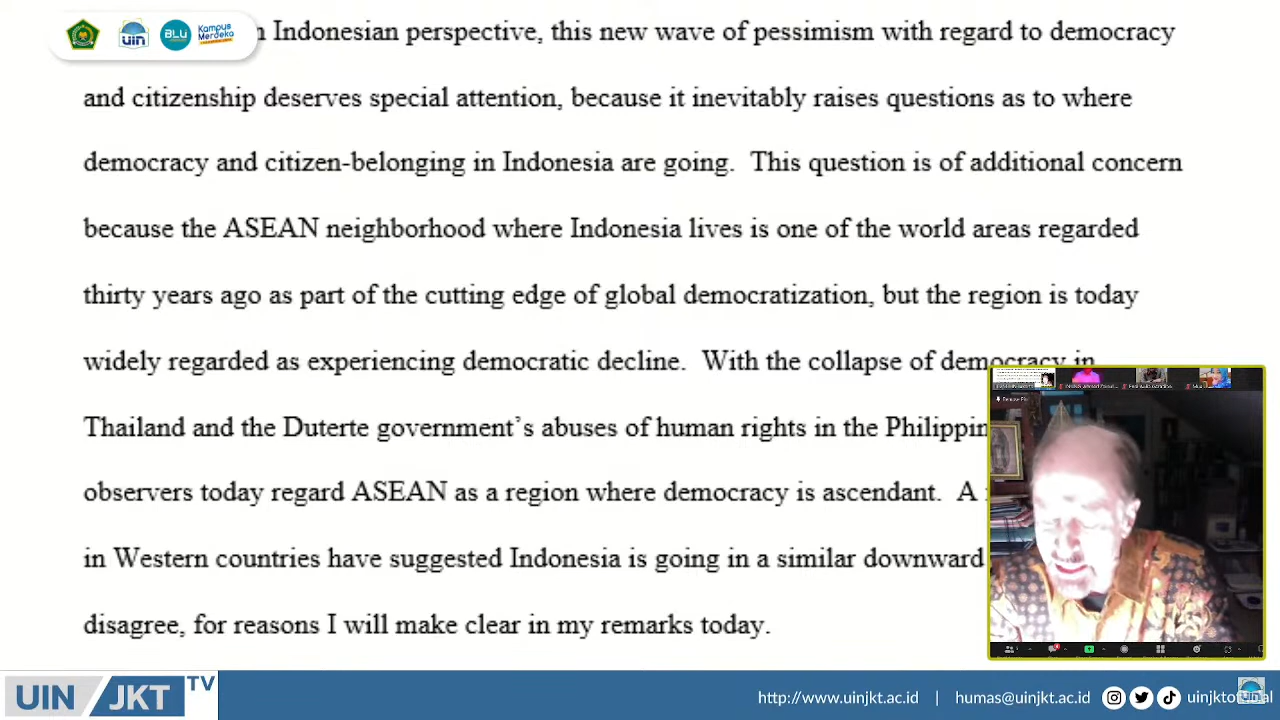 uin
BLU
Kampus
Merdeka
Indonesian perspective, this new wave of pessimism with regard to democracy
and citizenship deserves special attention, because it inevitably raises questions as to where
democracy and citizen-belonging in Indonesia are going. This question is of additional concern
because the ASEAN neighborhood where Indonesia lives is one of the world areas regarded
thirty years ago as part of the cutting edge of global democratization, but the region is today
widely regarded as experiencing democratic decline. With the collapse of democracy in
Thailand and the Duterte government’s abuses of human rights in the
observers today regard ASEAN as a region where democracy is ascendant. A
in Western countries have suggested Indonesia is going in a similar downward
disagree, for reasons I will make clear in my remarks today.
UIN JKT TV
http://www.uinjkt.ac.id | humas@uinjkt.ac.id